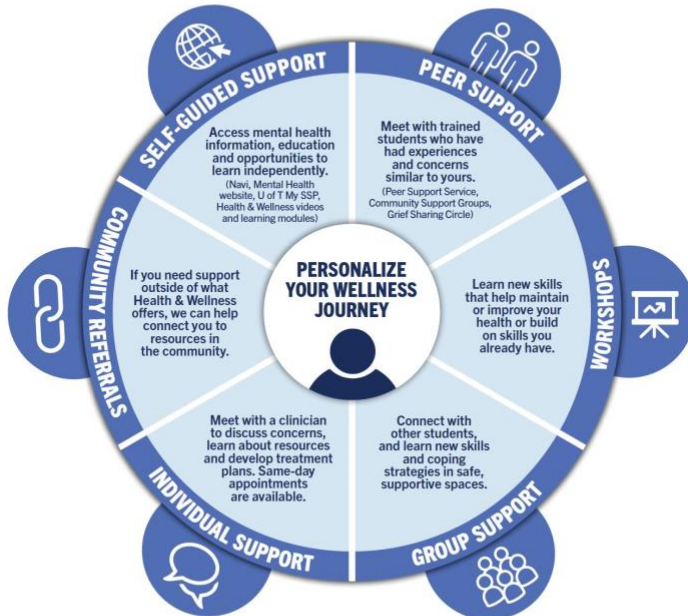 SELF-GUIDED SUPPORT
Access mental health
information, education
and opportunities to
learn independently.
(Navi, Mental Health
website, U of T My SSP,
Health & Wellness videos
and learning modules)
PEER SUPPORT
Meet with trained
students who have
had experiences
and concerns
similar to yours.
(Peer Support Service,
Community Support Groups,
Grief Sharing Circle)
COMMUNITY REFERRALS
If you need support
outside of what
Health & Wellness
offers, we can help
connect you to
resources in
the community.
PERSONALIZE
YOUR WELLNESS
JOURNEY
WORKSHOPS
Learn new skills
that help maintain
or improve your
health or build
on skills you
already have.
INDIVIDUAL SUPPORT
Meet with a clinician
to discuss concerns,
learn about resources
and develop treatment
plans. Same-day
appointments
are available.
GROUP SUPPORT
Connect with
other students,
and learn new skills
and coping
strategies in safe,
supportive spaces.